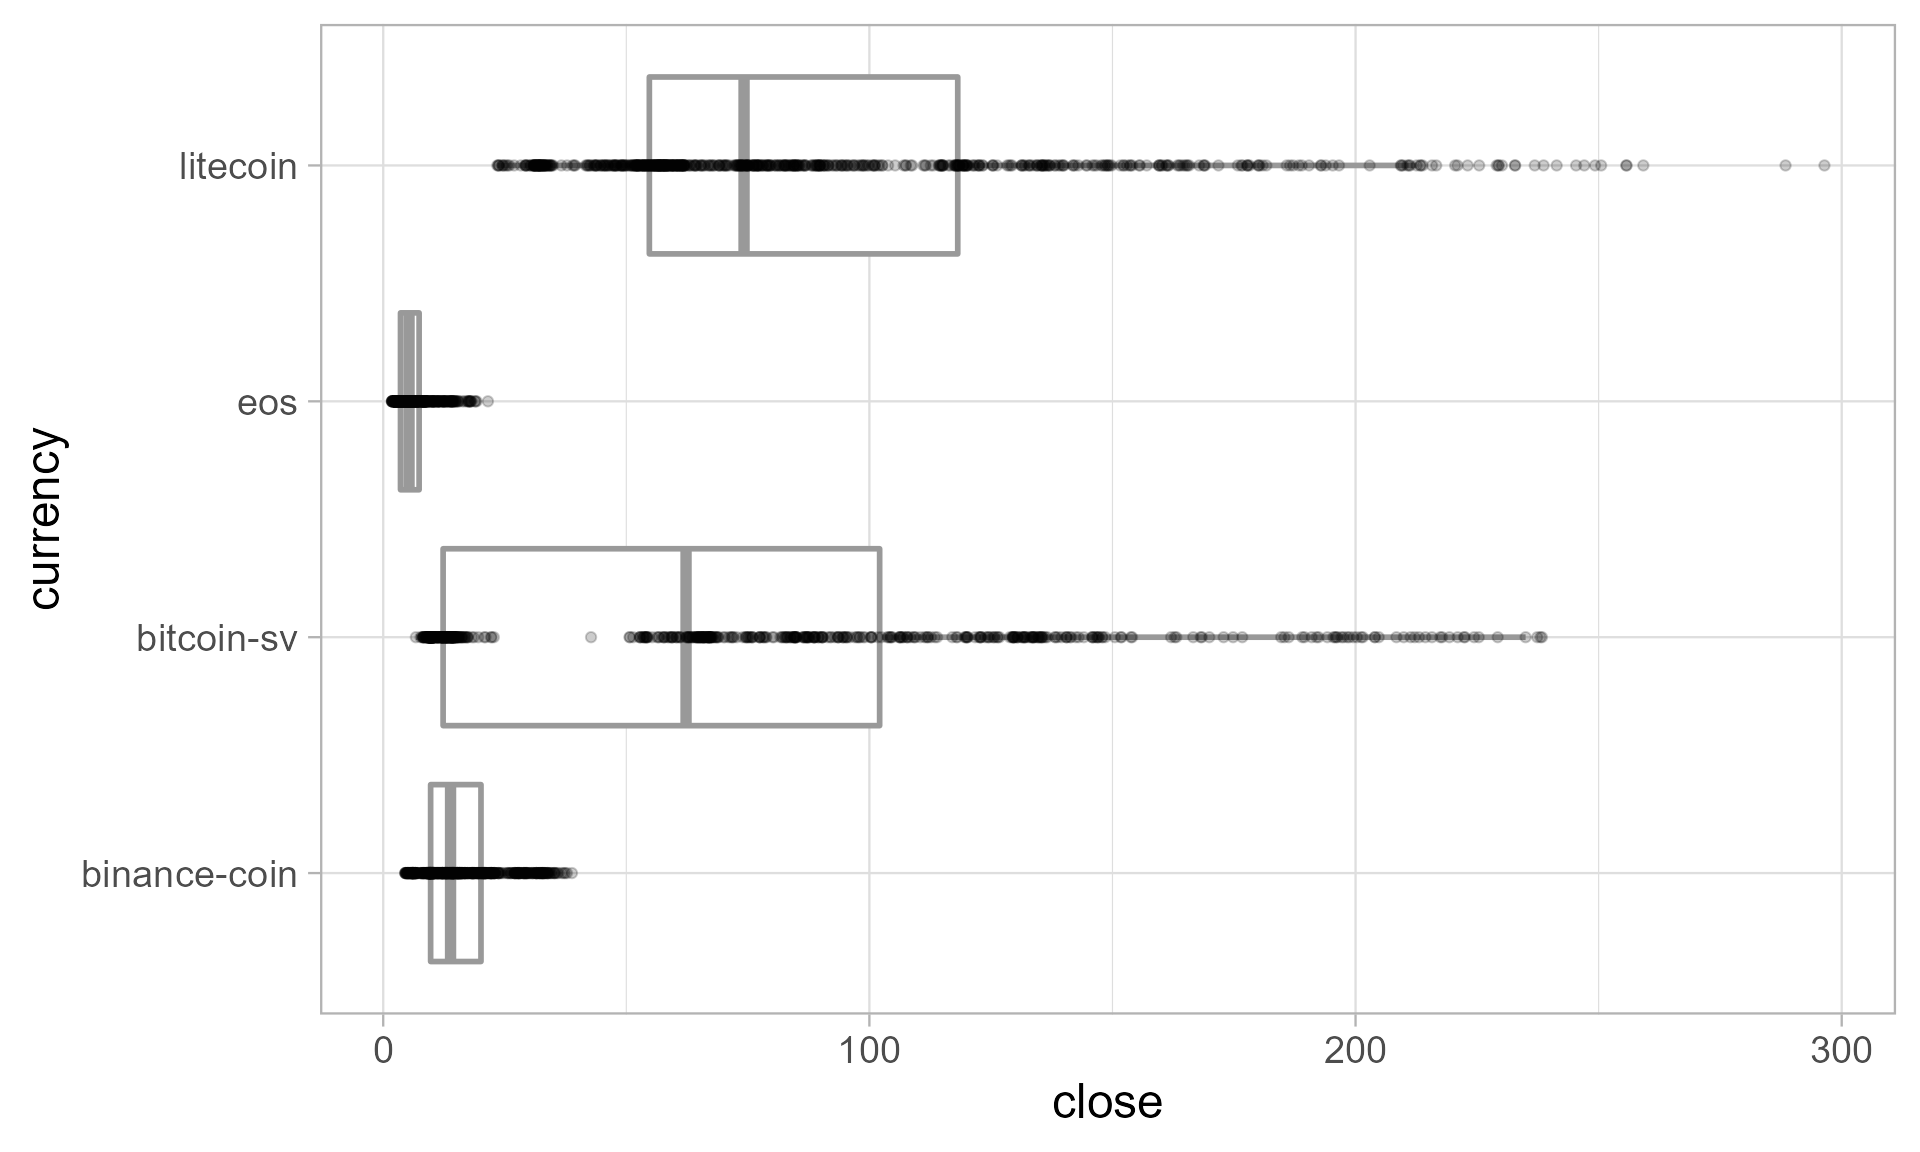 litecoin
eos
bitcoin-sv
binance-coin
currency
0 100 200 300
close